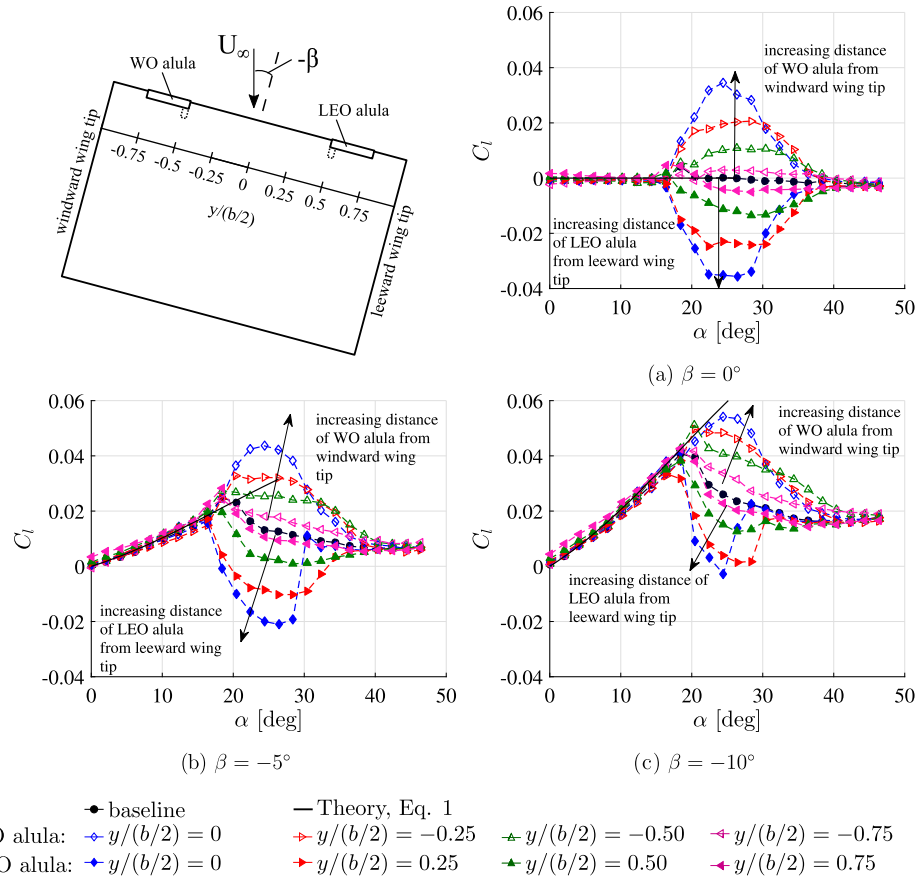 U∞
-β
WO alula
LEO alula
windward wing tip
-0.75
-0.5
-0.25
0
0.25
0.5
0.75
y/(b/2)
leeward wing tip
0.06
0.04
0.02
0
-0.02
-0.04
C_l
increasing distance
of WO alula from
windward wing tip
increasing distance
of LEO alula
from leeward wing
tip
0 10 20 30 40 50
α [deg]
(a) β = 0°
0.06
0.04
0.02
0
-0.02
-0.04
C_l
increasing distance
of WO alula from
windward wing
tip
increasing distance
of LEO alula
from leeward wing
tip
0 10 20 30 40 50
α [deg]
(b) β = −5°
0.06
0.04
0.02
0
-0.02
-0.04
C_l
increasing distance
of WO alula from
windward wing tip
increasing distance of
LEO alula from
leeward wing tip
0 10 20 30 40 50
α [deg]
(c) β = −10°
baseline Theory, Eq. 1
O alula: y/(b/2) = 0 y/(b/2) = −0.25 y/(b/2) = −0.50 y/(b/2) = −0.75
O alula: y/(b/2) = 0 y/(b/2) = 0.25 y/(b/2) = 0.50 y/(b/2) = 0.75